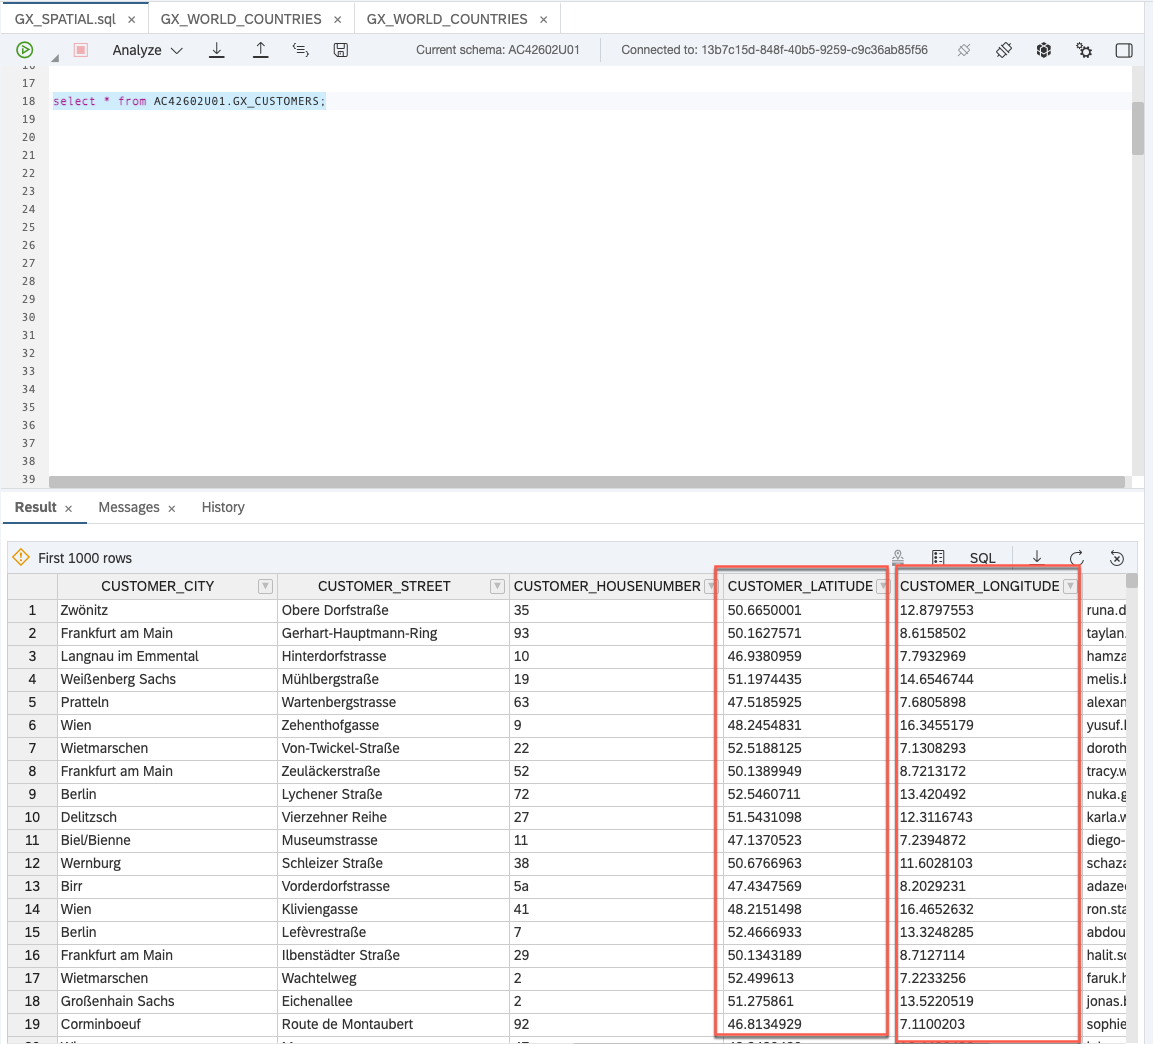 GX_SPATIAL.sql × GX_WORLD_COUNTRIES × GX_WORLD_COUNTRIES ×
Analyze Current schema: AC42602U01 Connected to: 13b7c15d-848f-40b5-9259-c9c36ab85f56
16
17
18 select * from AC42602U01.GX_CUSTOMERS;
19
20
21
22
23
24
25
26
27
28
29
30
31
32
33
34
35
36
37
38
39
Result × Messages × History
First 1000 rows SQL
CUSTOMER_CITY CUSTOMER_STREET CUSTOMER_HOUSENUMBER CUSTOMER_LATITUDE CUSTOMER_LONGITUDE
1 Zwönitz Obere Dorfstraße 35 50.6650001 12.8797553 runa.d
2 Frankfurt am Main Gerhart-Hauptmann-Ring 93 50.1627571 8.6158502 taylan.
3 Langnau im Emmental Hinterdorfstrasse 10 46.9380959 7.7932969 hamza
4 Weißenberg Sachs Mühlbergstraße 19 51.1974435 14.6546744 melis.b
5 Pratteln Wartenbergstrasse 63 47.5185925 7.6805898 alexan
6 Wien Zehenthofgasse 9 48.2454831 16.3455179 yusuf.
7 Wietmarschen Von-Twickel-Straße 22 52.5188125 7.1308293 doroth
8 Frankfurt am Main Zeuläckerstraße 52 50.1389949 8.7213172 tracy.w
9 Berlin Lychener Straße 72 52.5460711 13.420492 nuka.g
10 Delitzsch Vierzehner Reihe 27 51.5431098 12.3116743 karla.w
11 Biel/Bienne Museumstrasse 11 47.1370523 7.2394872 diego-
12 Wernburg Schleizer Straße 38 50.6766963 11.6028103 schaza
13 Birr Vorderdorfstrasse 5a 47.4347569 8.2029231 adazee
14 Wien Kliviengasse 41 48.2151498 16.4652632 ron.sta
15 Berlin Lefèvrestraße 7 52.4666933 13.3248285 abdou
16 Frankfurt am Main Ilbenstädter Straße 29 50.1343189 8.7127114 halit.so
17 Wietmarschen Wachtelweg 2 52.499613 7.2233256 faruk.h
18 Großenhain Sachs Eichenallee 2 51.275861 13.5220519 jonas.b
19 Corminboeuf Route de Montaubert 92 46.8134929 7.1100203 sophie